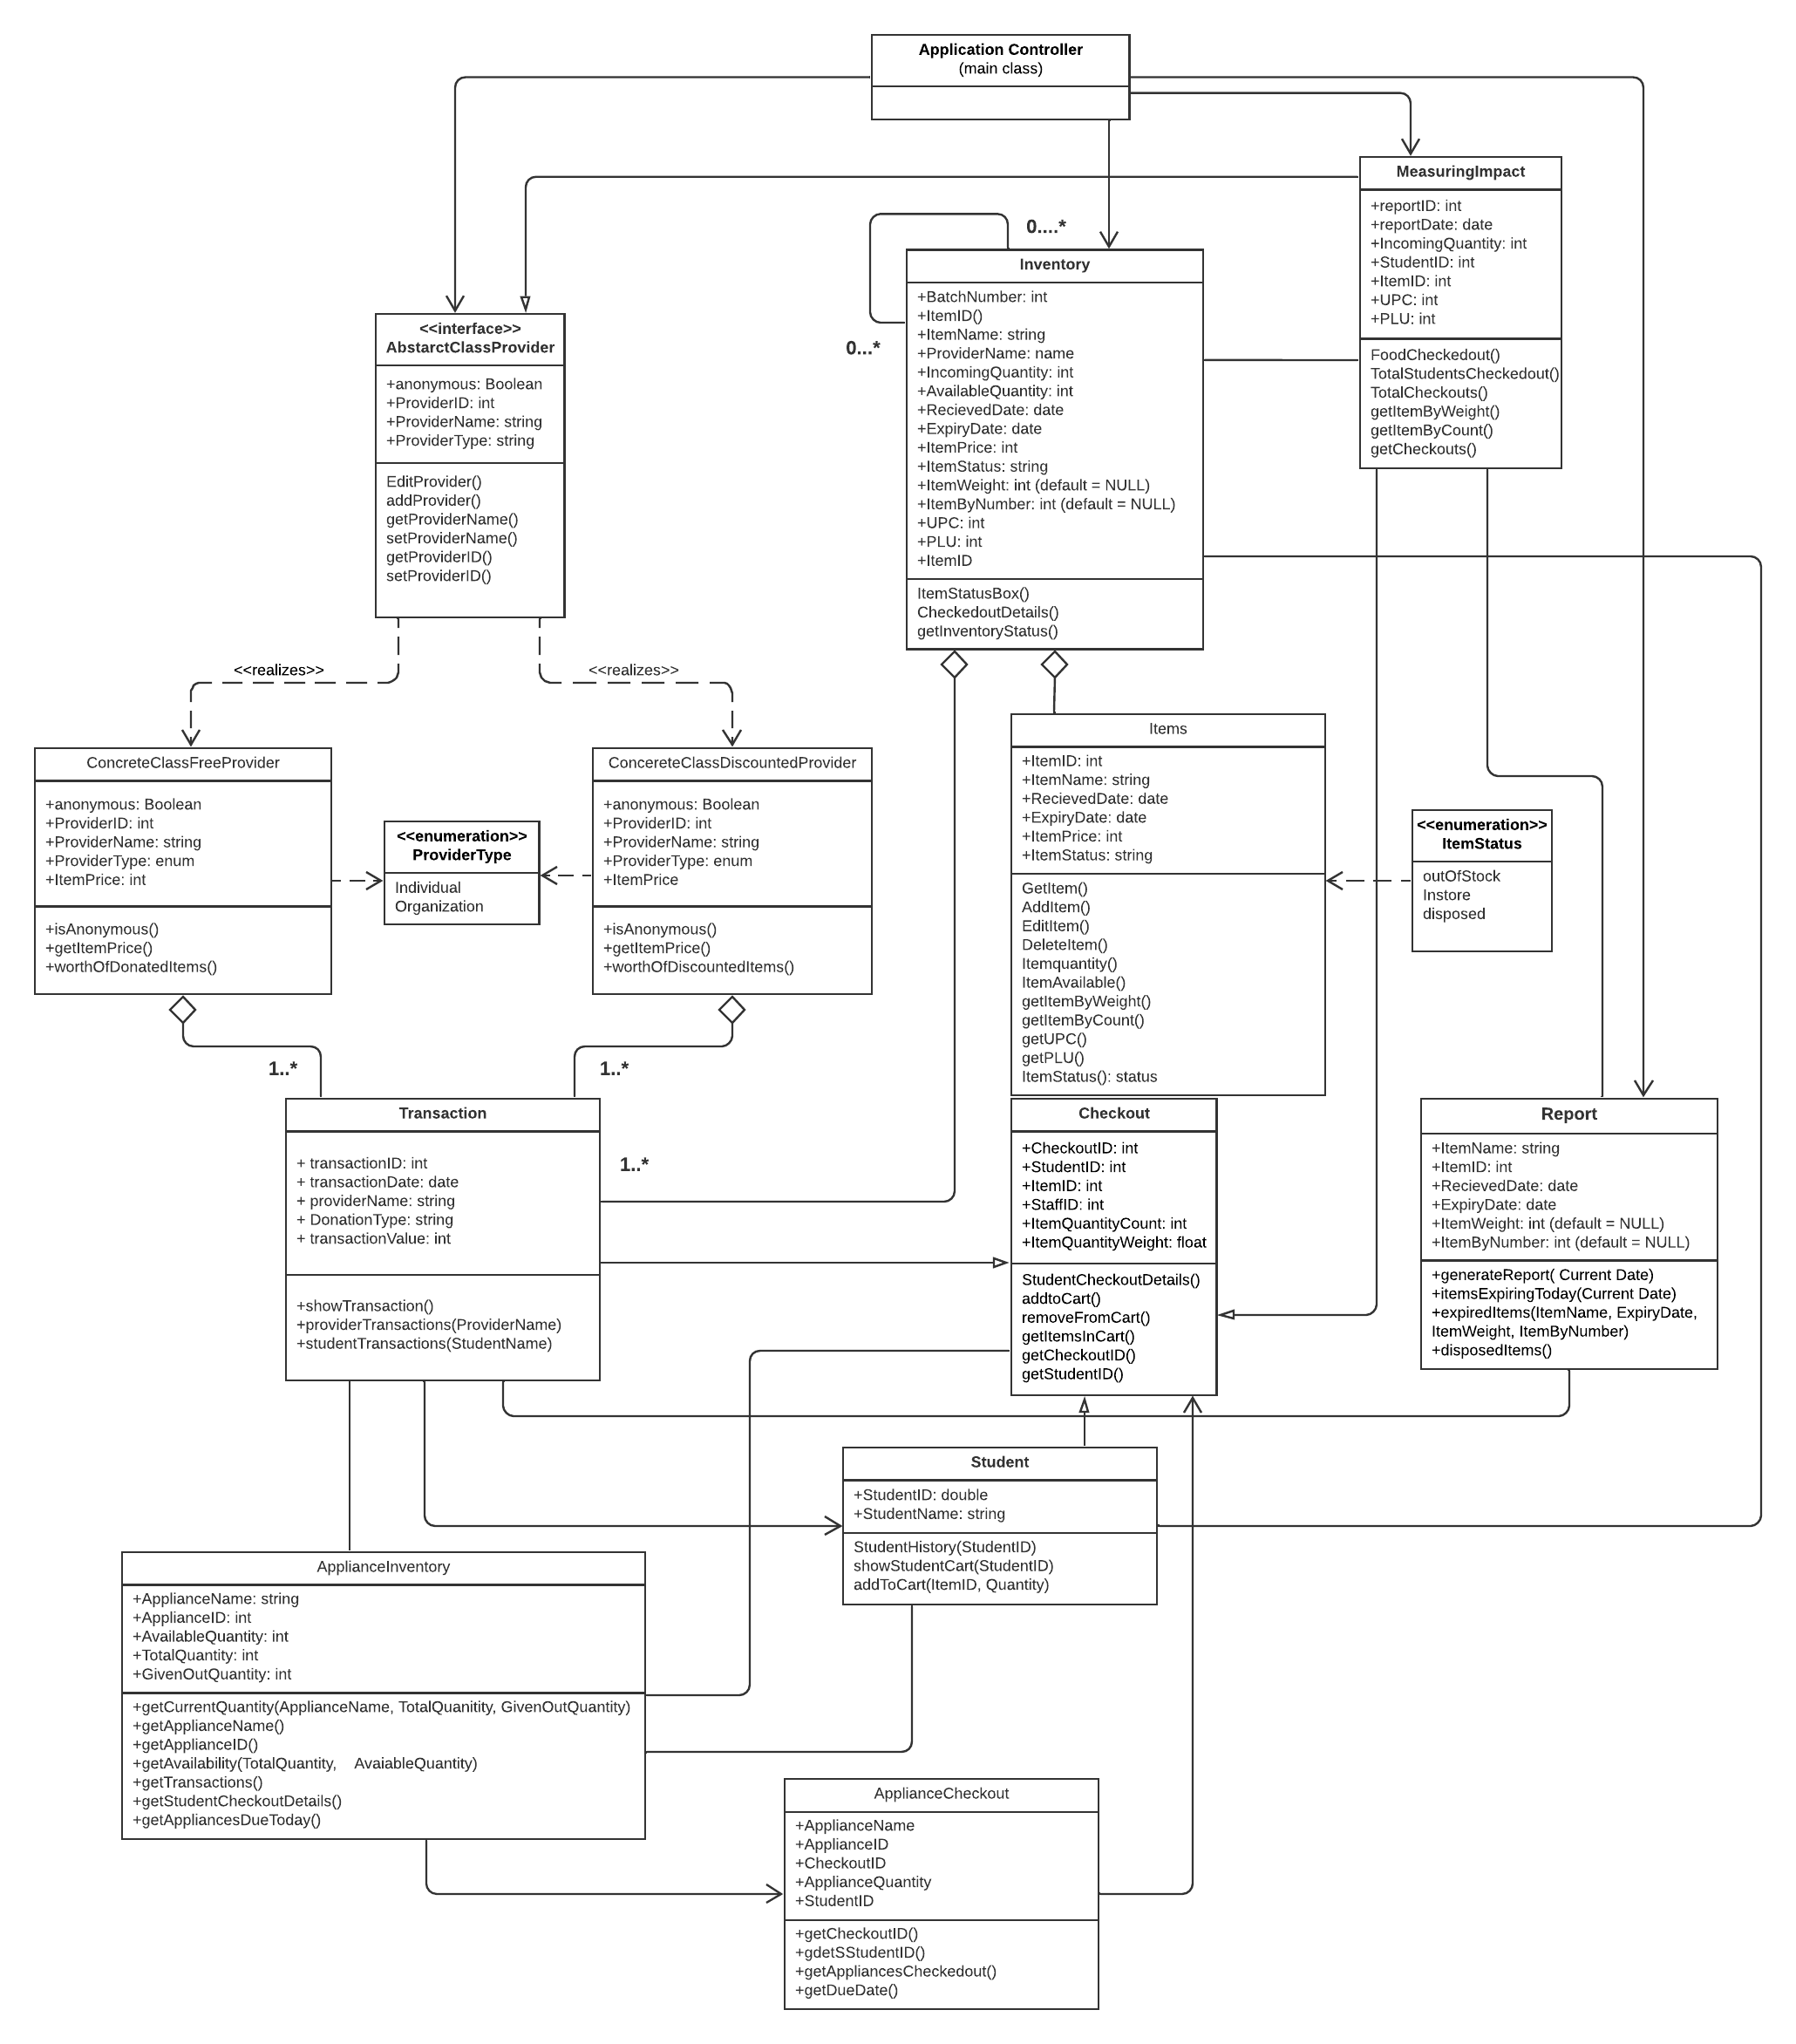 Application Controller
(main class)
MeasuringImpact
+reportID: int
+reportDate: date
+IncomingQuantity: int
+StudentID: int
+ItemID: int
+UPC: int
+PLU: int
FoodCheckedout()
TotalStudentsCheckedout()
TotalCheckouts()
getItemByWeight()
getItemByCount()
getCheckouts()
0....*
0...*
Inventory
+BatchNumber: int
+ItemID()
+ItemName: string
+ProviderName: name
+IncomingQuantity: int
+AvailableQuantity: int
+RecievedDate: date
+ExpiryDate: date
+ItemPrice: int
+ItemStatus: string
+ItemWeight: int (default = NULL)
+ItemByNumber: int (default = NULL)
+UPC: int
+PLU: int
+ItemID
ItemStatusBox()
CheckedoutDetails()
getInventoryStatus()
<<interface>>
AbstarctClassProvider
+anonymous: Boolean
+ProviderID: int
+ProviderName: string
+ProviderType: string
EditProvider()
addProvider()
getProviderName()
setProviderName()
getProviderID()
setProviderID()
<<realizes>>
<<realizes>>
ConcreteClassFreeProvider
+anonymous: Boolean
+ProviderID: int
+ProviderName: string
+ProviderType: enum
+ItemPrice: int
+isAnonymous()
+getItemPrice()
+worthOfDonatedItems()
<<enumeration>>
ProviderType
Individual
Organization
ConcereteClassDiscountedProvider
+anonymous: Boolean
+ProviderID: int
+ProviderName: string
+ProviderType: enum
+ItemPrice
+isAnonymous()
+getItemPrice()
+worthOfDiscountedItems()
Items
+ItemID: int
+ItemName: string
+RecievedDate: date
+ExpiryDate: date
+ItemPrice: int
+ItemStatus: string
GetItem()
AddItem()
EditItem()
DeleteItem()
Itemquantity()
ItemAvailable()
getItemByWeight()
getItemByCount()
getUPC()
getPLU()
ItemStatus(): status
<<enumeration>>
ItemStatus
outOfStock
Instore
disposed
1..*
1..*
1..*
Transaction
+ transactionID: int
+ transactionDate: date
+ providerName: string
+ DonationType: string
+ transactionValue: int
+showTransaction()
+providerTransactions(ProviderName)
+studentTransactions(StudentName)
Checkout
+CheckoutID: int
+StudentID: int
+ItemID: int
+StaffID: int
+ItemQuantityCount: int
+ItemQuantityWeight: float
StudentCheckoutDetails()
addtoCart()
removeFromCart()
getItemsInCart()
getCheckoutID()
getStudentID()
Report
+ItemName: string
+ItemID: int
+RecievedDate: date
+ExpiryDate: date
+ItemWeight: int (default = NULL)
+ItemByNumber: int (default = NULL)
+generateReport( Current Date)
+itemsExpiringToday(Current Date)
+expiredItems(ItemName, ExpiryDate,
ItemWeight, ItemByNumber)
+disposedItems()
Student
+StudentID: double
+StudentName: string
StudentHistory(StudentID)
showStudentCart(StudentID)
addToCart(ItemID, Quantity)
ApplianceInventory
+ApplianceName: string
+ApplianceID: int
+AvailableQuantity: int
+TotalQuantity: int
+GivenOutQuantity: int
+getCurrentQuantity(ApplianceName, TotalQuanitity, GivenOutQuantity)
+getApplianceName()
+getApplianceID()
+getAvailability(TotalQuantity, AvaiableQuantity)
+getTransactions()
+getStudentCheckoutDetails()
+getAppliancesDueToday()
ApplianceCheckout
+ApplianceName
+ApplianceID
+CheckoutID
+ApplianceQuantity
+StudentID
+getCheckoutID()
+gdetSStudentID()
+getAppliancesCheckedout()
+getDueDate()